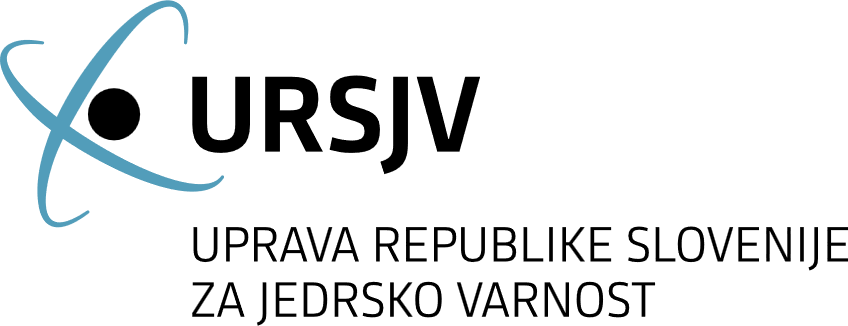 URSJV
UPRAVA REPUBLIKE SLOVENIJE
ZA JEDRSKO VARNOST